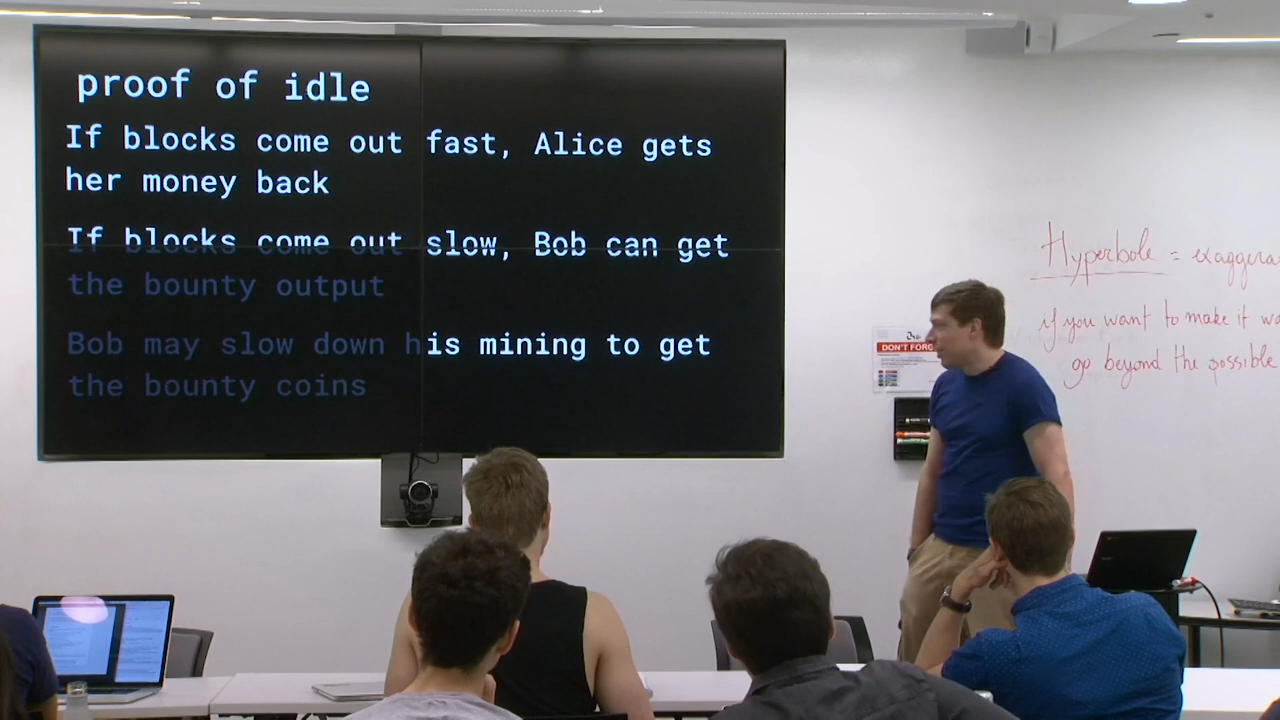 proof of idle
If blocks come out fast, Alice gets
her money back
If blocks come out slow, Bob can get
the bounty output
Bob may slow down his mining to get
the bounty coins
Hyperbole = exaggera
if you want to make it wa
go beyond the possible
DON'T FORG